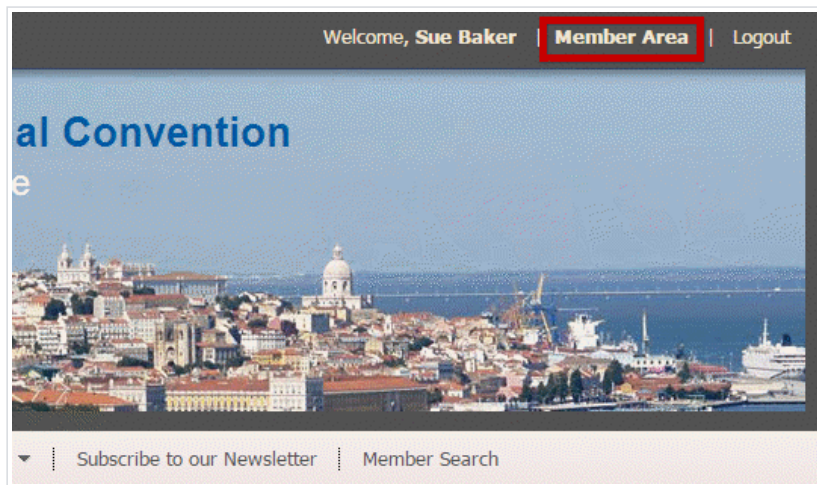 Welcome, Sue Baker | Member Area | Logout
al Convention
e
Subscribe to our Newsletter Member Search